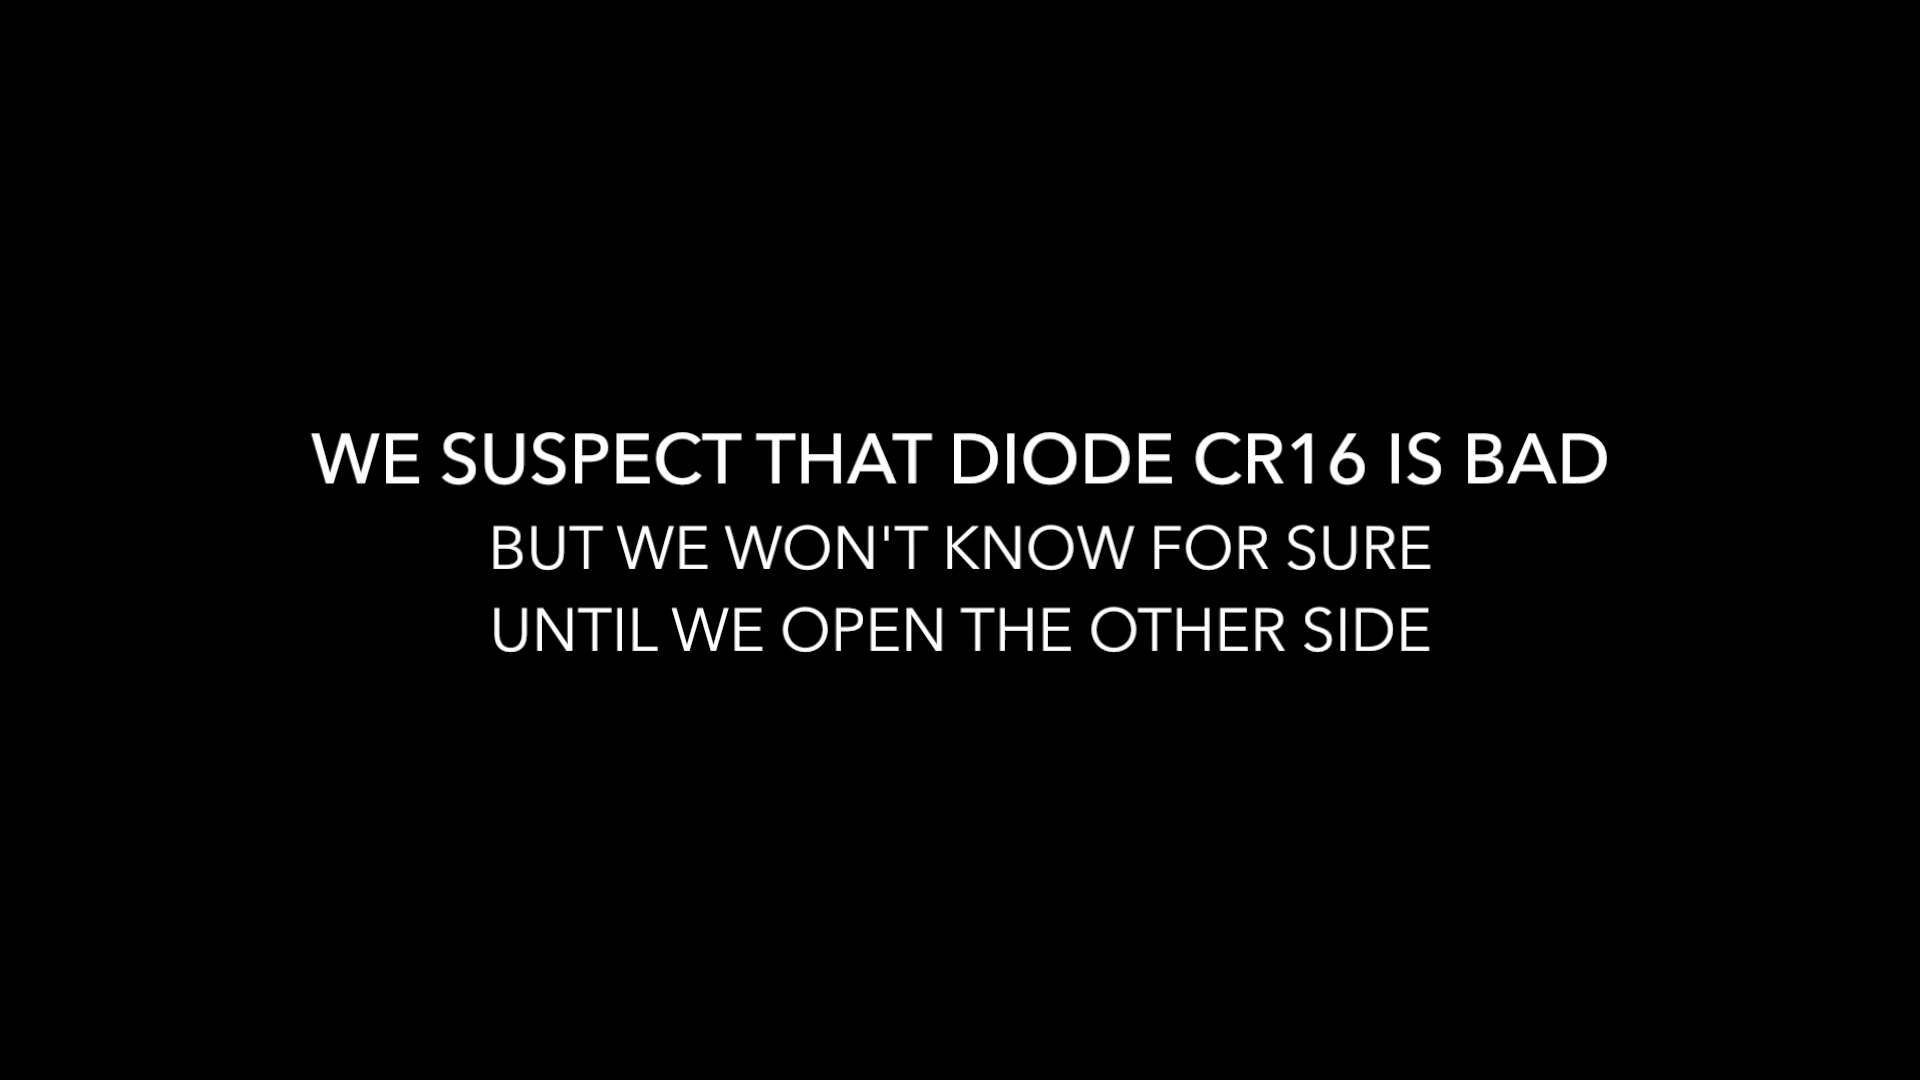 WE SUSPECT THAT DIODE CR16 IS BAD
BUT WE WON'T KNOW FOR SURE
UNTIL WE OPEN THE OTHER SIDE